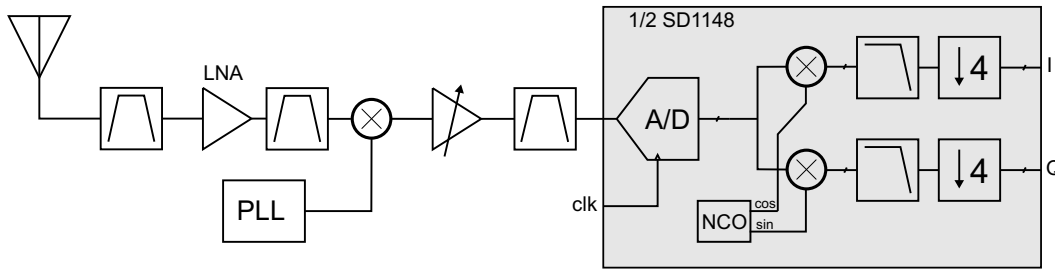 1/2 SD1148
LNA
A/D
PLL
clk
NCO
cos
sin
4
I
4
Q